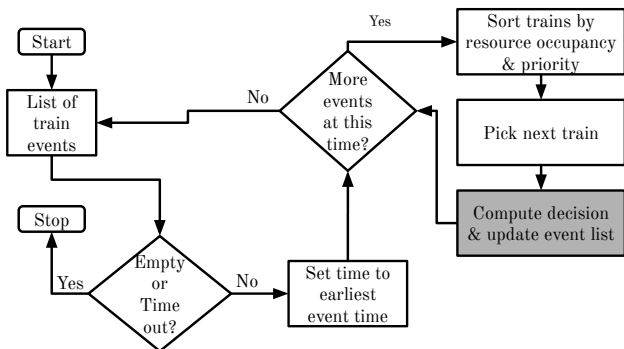 Start
List of
train
events
Stop
Yes
Empty
or
Time
out?
No
Set time to
earliest
event time
No
More
events
at this
time?
Yes
Sort trains by
resource occupancy
& priority
Pick next train
Compute decision
& update event list